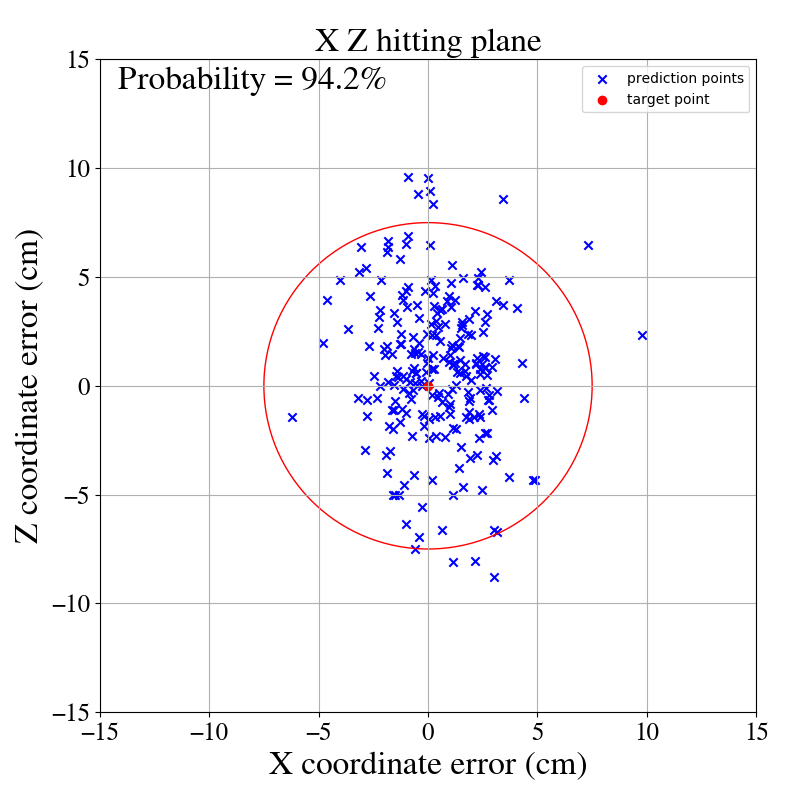 X Z hitting plane
Probability = 94.2%
prediction points
target point
15
10
5
0
−5
−10
−15
−15
−10
−5
0
5
10
15
Z coordinate error (cm)
X coordinate error (cm)